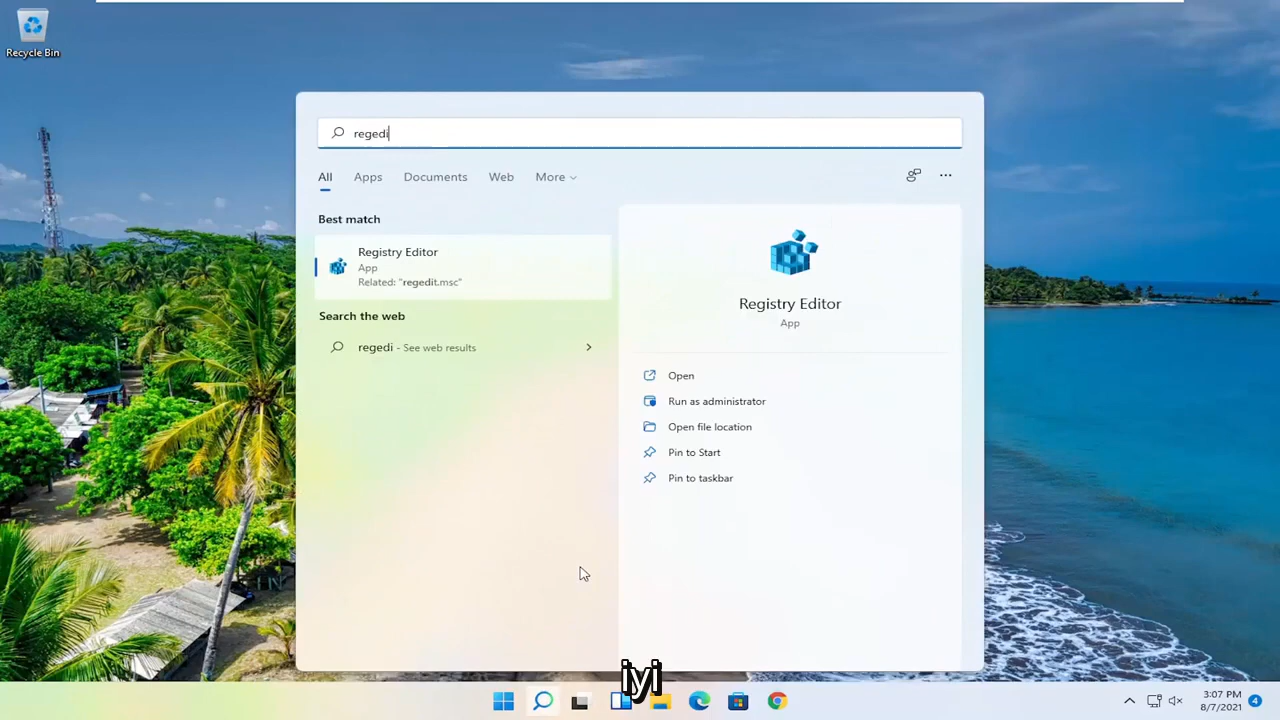 Recycle Bin
regedi
All Apps Documents Web More
Best match
Registry Editor
App
Related: "regedit.msc"
Search the web
regedi - See web results
Registry Editor
App
Open
Run as administrator
Open file location
Pin to Start
Pin to taskbar
iyi
3:07 PM
8/7/2021
4